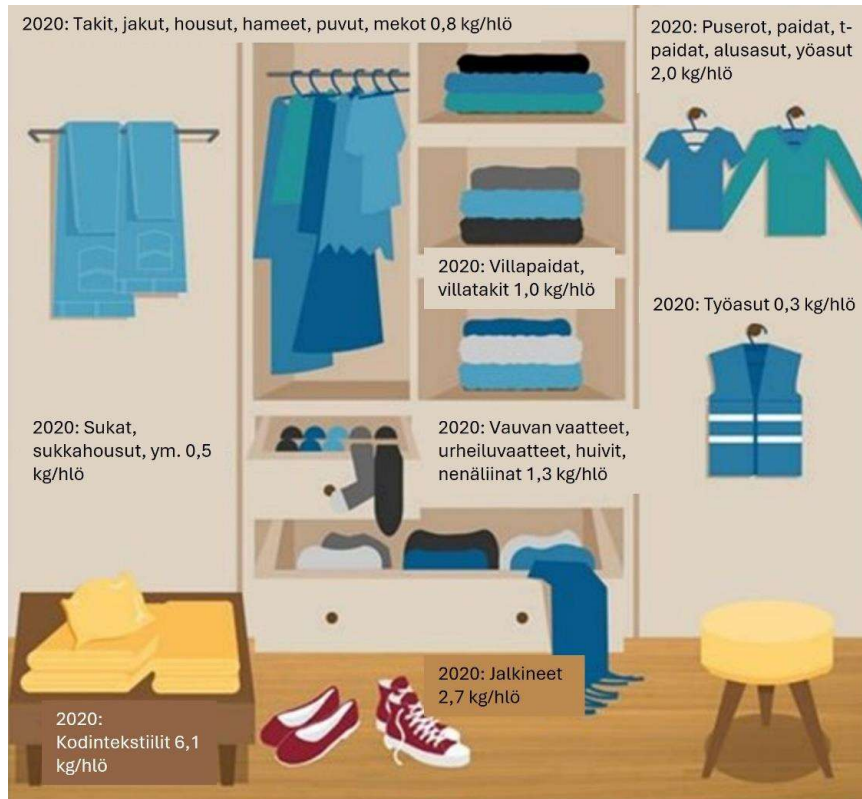 2020: Takit, jakut, housut, hameet, puvut, mekot 0,8 kg/hlö
2020: Puserot, paidat, t-
paidat, alusasut, yöasut
2,0 kg/hlö
2020: Villapaidat,
villatakit 1,0 kg/hlö
2020: Työasut 0,3 kg/hlö
2020: Sukat,
sukkahousut, ym. 0,5
kg/hlö
2020: Vauvan vaatteet,
urheiluvaatteet, huivit,
nenäliinat 1,3 kg/hlö
2020: Jalkineet
2,7 kg/hlö
2020:
Kodintekstiilit 6,1
kg/hlö